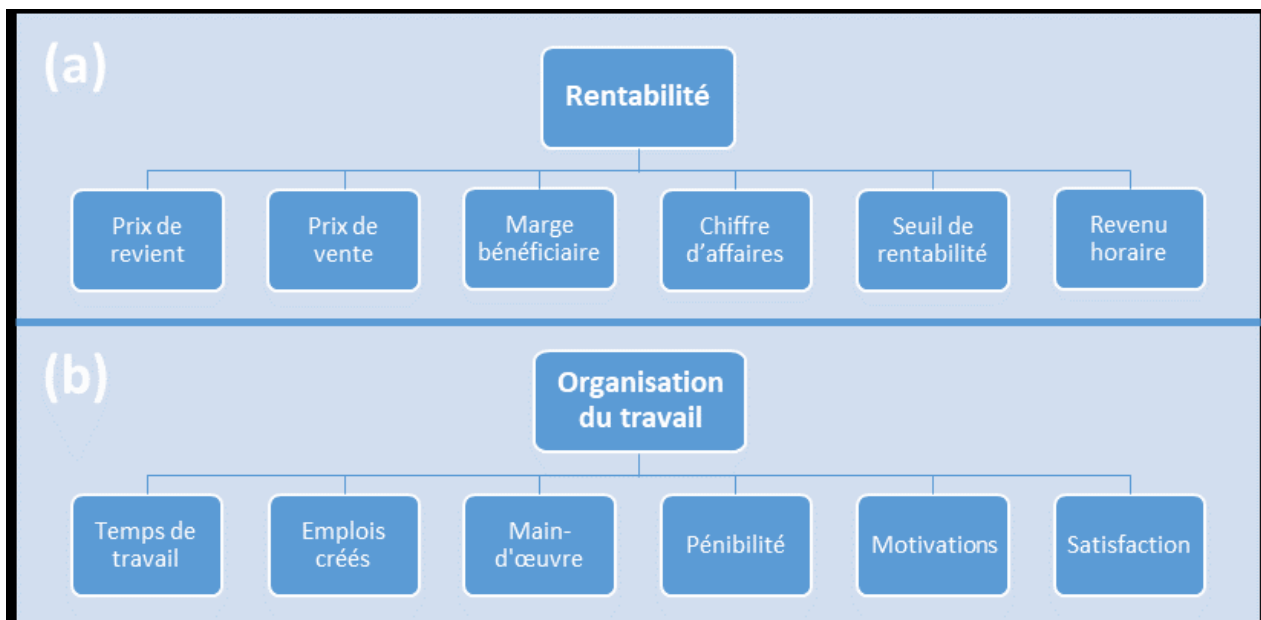 (a)
Rentabilité
Prix de
revient
Prix de
vente
Marge
bénéficiaire
Chiffre
d’affaires
Seuil de
rentabilité
Revenu
horaire
(b)
Organisation
du travail
Temps de
travail
Emplois
créés
Main-
d'œuvre
Pénibilité
Motivations
Satisfaction